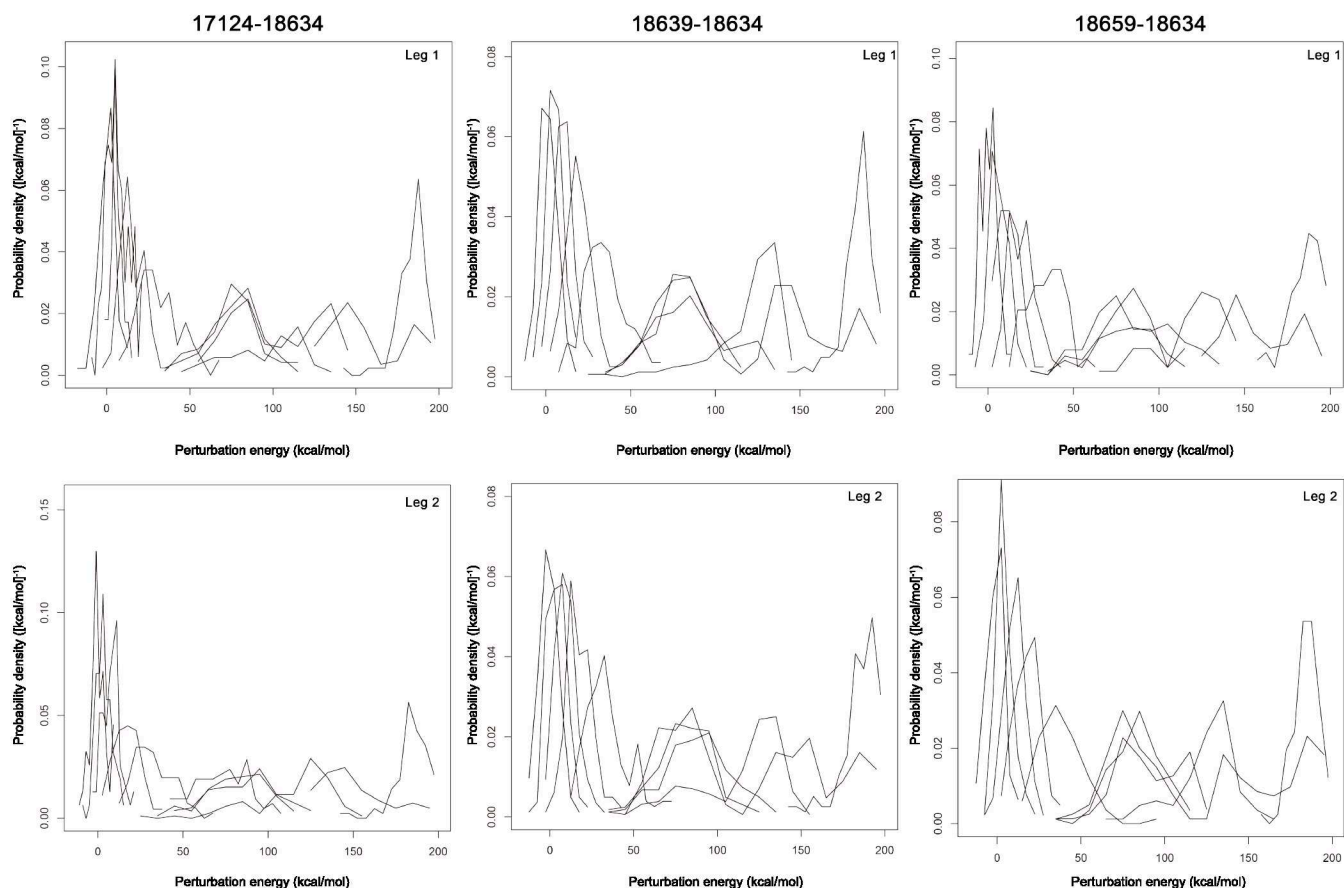 17124-18634
18639-18634
18659-18634
Leg 1
Leg 1
Leg 1
Probability density ([kcal/mol]-1)
0.00 0.02 0.04 0.06 0.08 0.10
0 50 100 150 200
Perturbation energy (kcal/mol)
Probability density ([kcal/mol]-1)
0.00 0.02 0.04 0.06 0.08
0 50 100 150 200
Perturbation energy (kcal/mol)
Probability density ([kcal/mol]-1)
0.00 0.02 0.04 0.06 0.08 0.10
0 50 100 150 200
Perturbation energy (kcal/mol)
Leg 2
Leg 2
Leg 2
Probability density ([kcal/mol]-1)
0.00 0.05 0.10 0.15
0 50 100 150 200
Perturbation energy (kcal/mol)
Probability density ([kcal/mol]-1)
0.00 0.02 0.04 0.06 0.08
0 50 100 150 200
Perturbation energy (kcal/mol)
Probability density ([kcal/mol]-1)
0.00 0.02 0.04 0.06 0.08
0 50 100 150 200
Perturbation energy (kcal/mol)